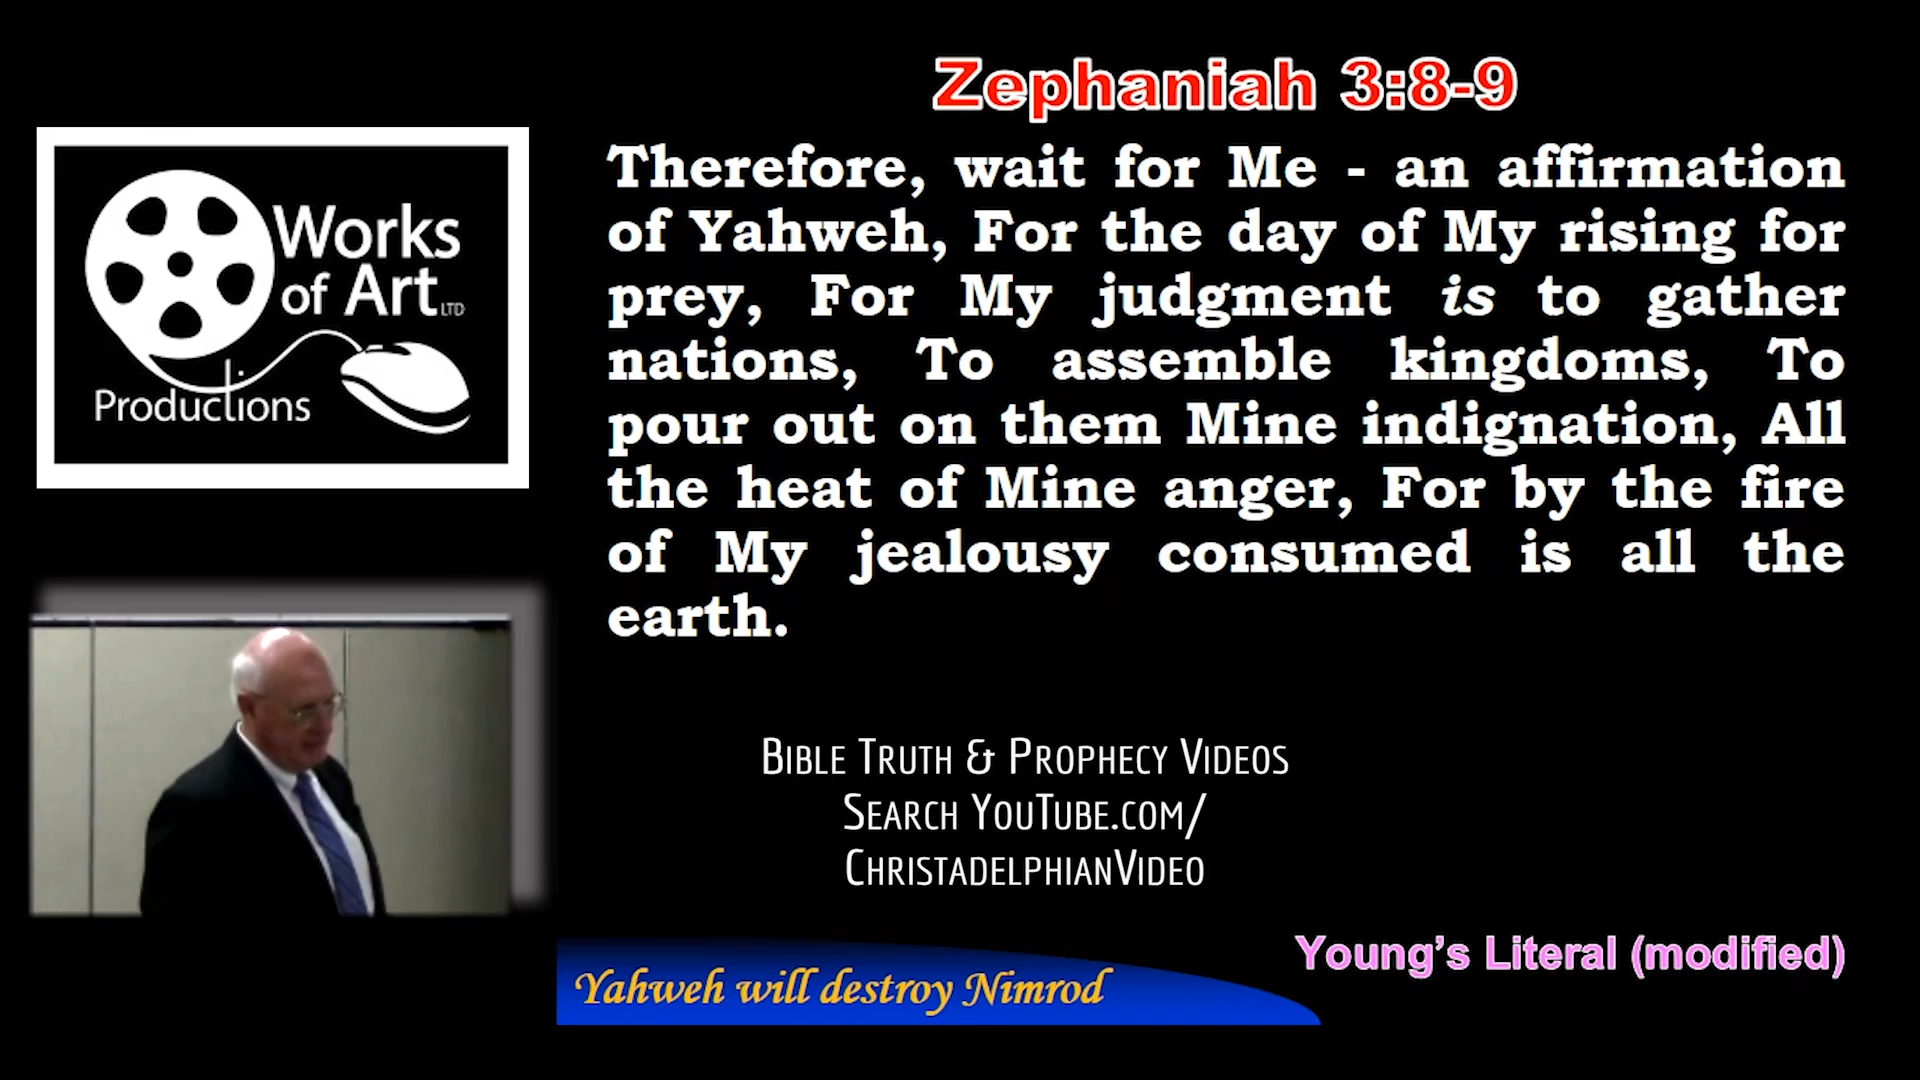 Zephaniah 3:8-9
Works
of Art LTD
Productions
Therefore, wait for Me - an affirmation
of Yahweh, For the day of My rising for
prey, For My judgment is to gather
nations, To assemble kingdoms, To
pour out on them Mine indignation, All
the heat of Mine anger, For by the fire
of My jealousy consumed is all the
earth.
Bible Truth & Prophecy Videos
Search YouTube.com/
ChristadelphianVideo
Young's Literal (modified)
Yahweh will destroy Nimrod